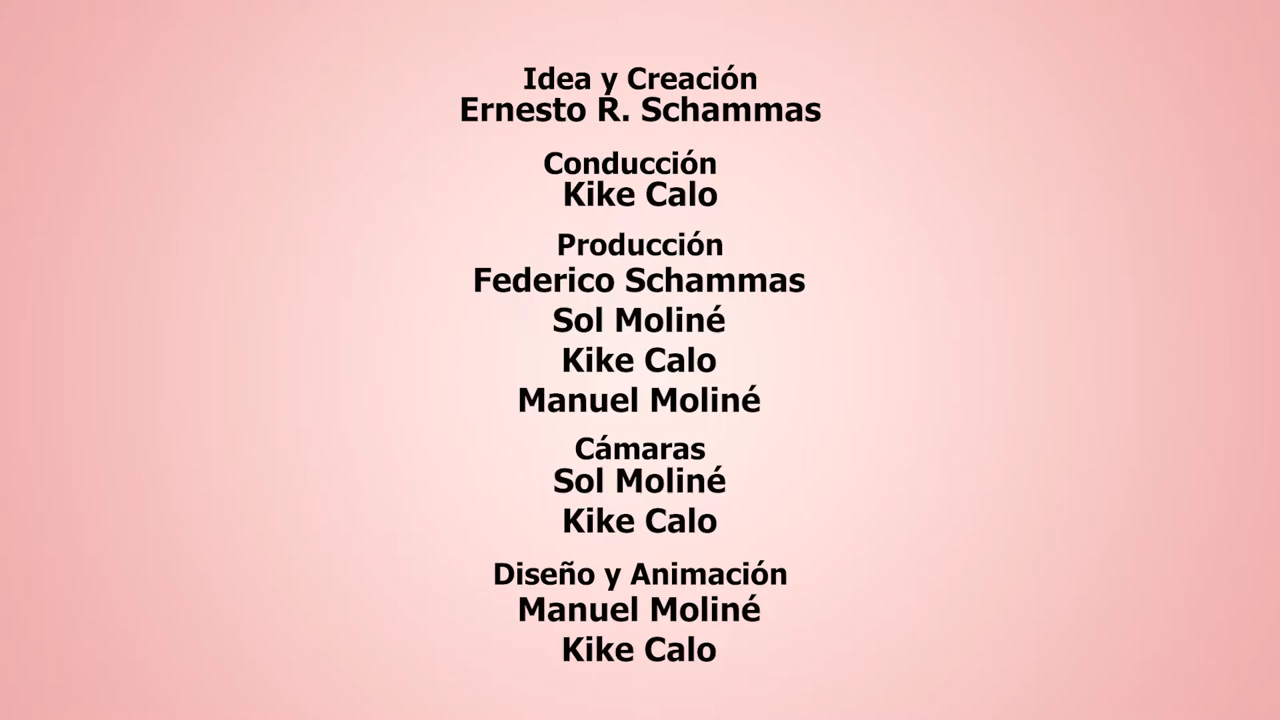 Idea y Creación
Ernesto R. Schammas
Conducción
Kike Calo
Producción
Federico Schammas
Sol Moliné
Kike Calo
Manuel Moliné
Cámaras
Sol Moliné
Kike Calo
Diseño y Animación
Manuel Moliné
Kike Calo